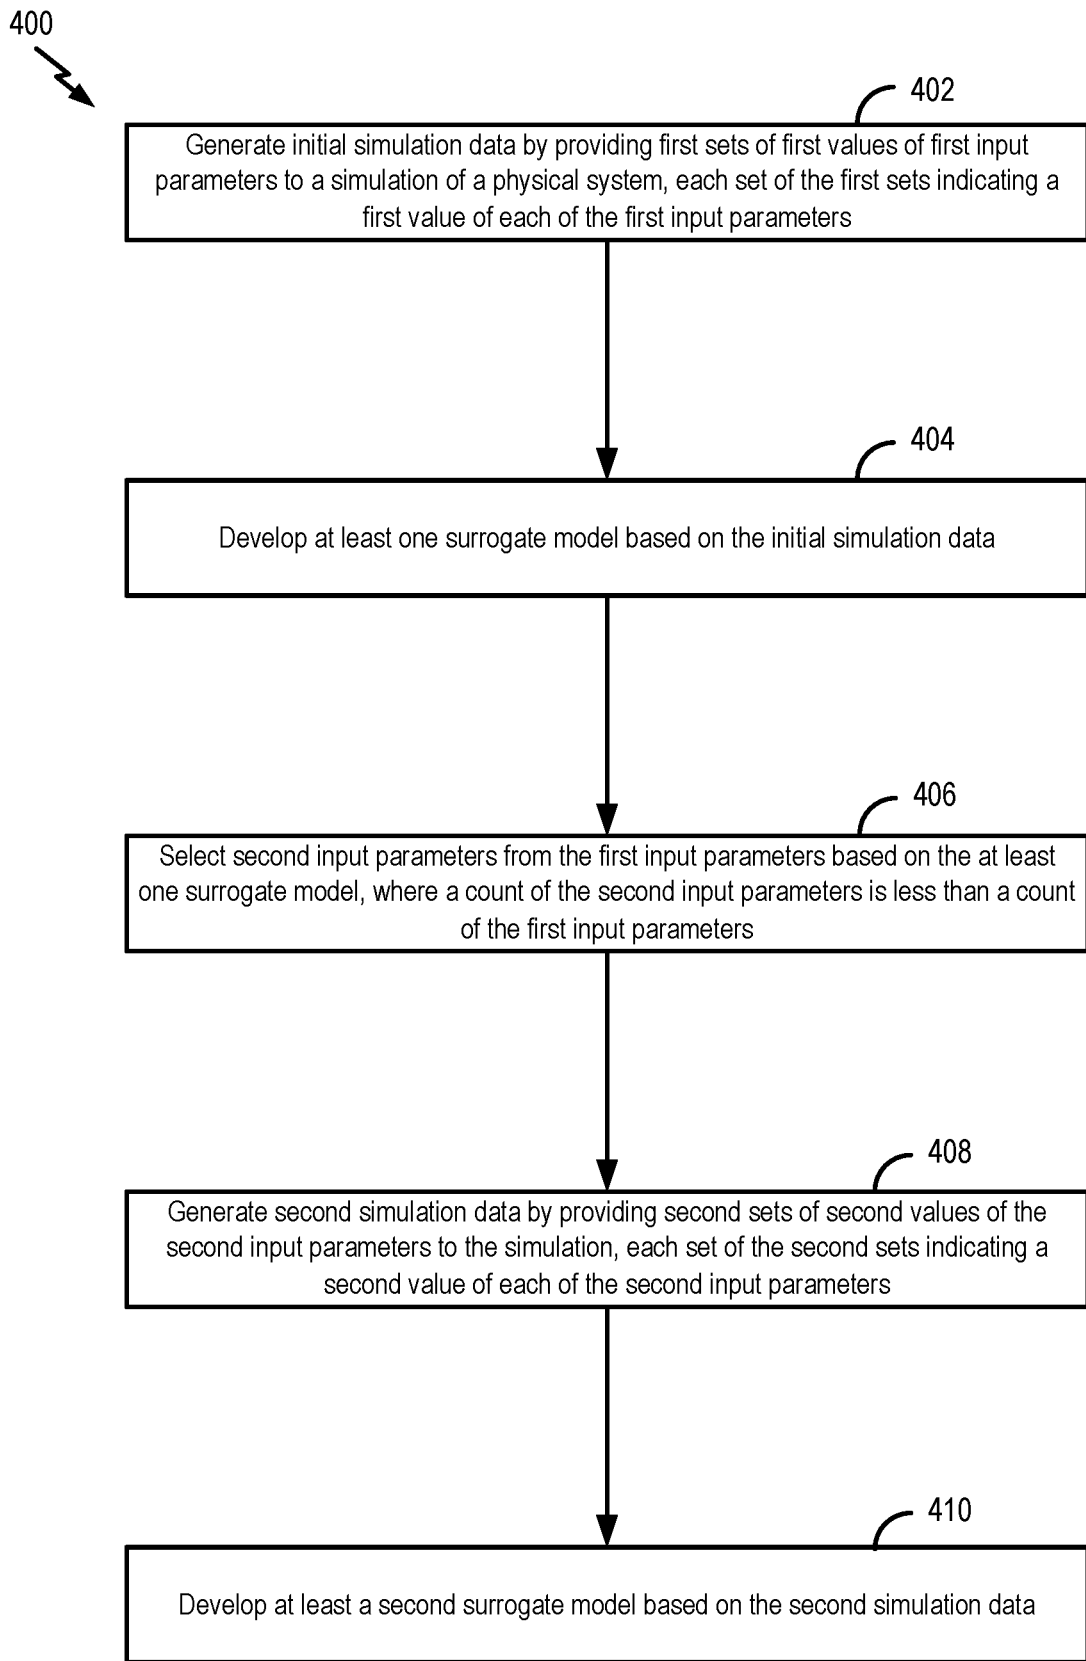 400
402
Generate initial simulation data by providing first sets of first values of first input
parameters to a simulation of a physical system, each set of the first sets indicating a
first value of each of the first input parameters
404
Develop at least one surrogate model based on the initial simulation data
406
Select second input parameters from the first input parameters based on the at least
one surrogate model, where a count of the second input parameters is less than a count
of the first input parameters
408
Generate second simulation data by providing second sets of second values of the
second input parameters to the simulation, each set of the second sets indicating a
second value of each of the second input parameters
410
Develop at least a second surrogate model based on the second simulation data